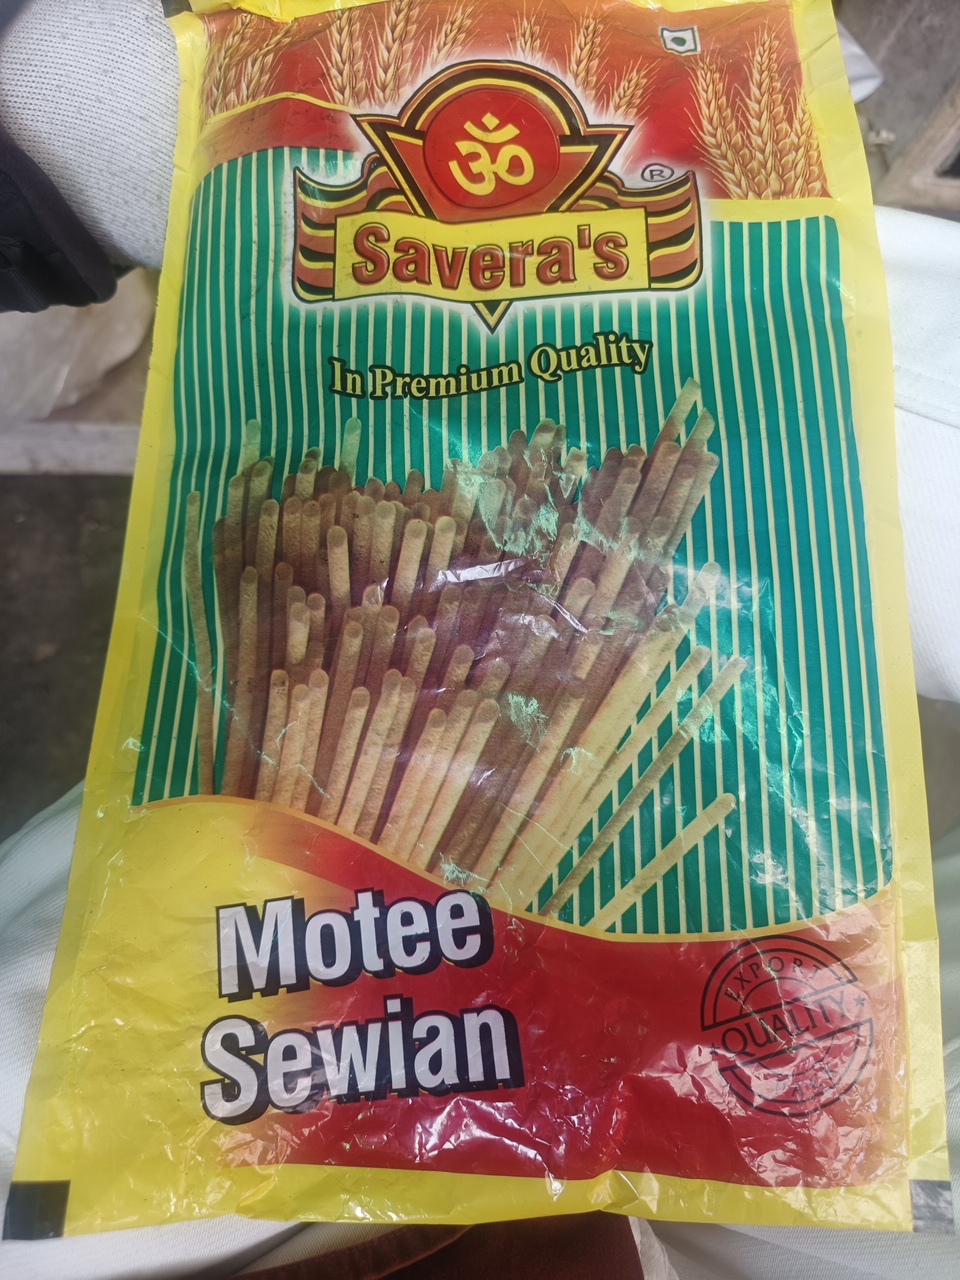 ॐ
®
Savera's
In Premium Quality
Motee
Sewian
EXPORT
QUALITY